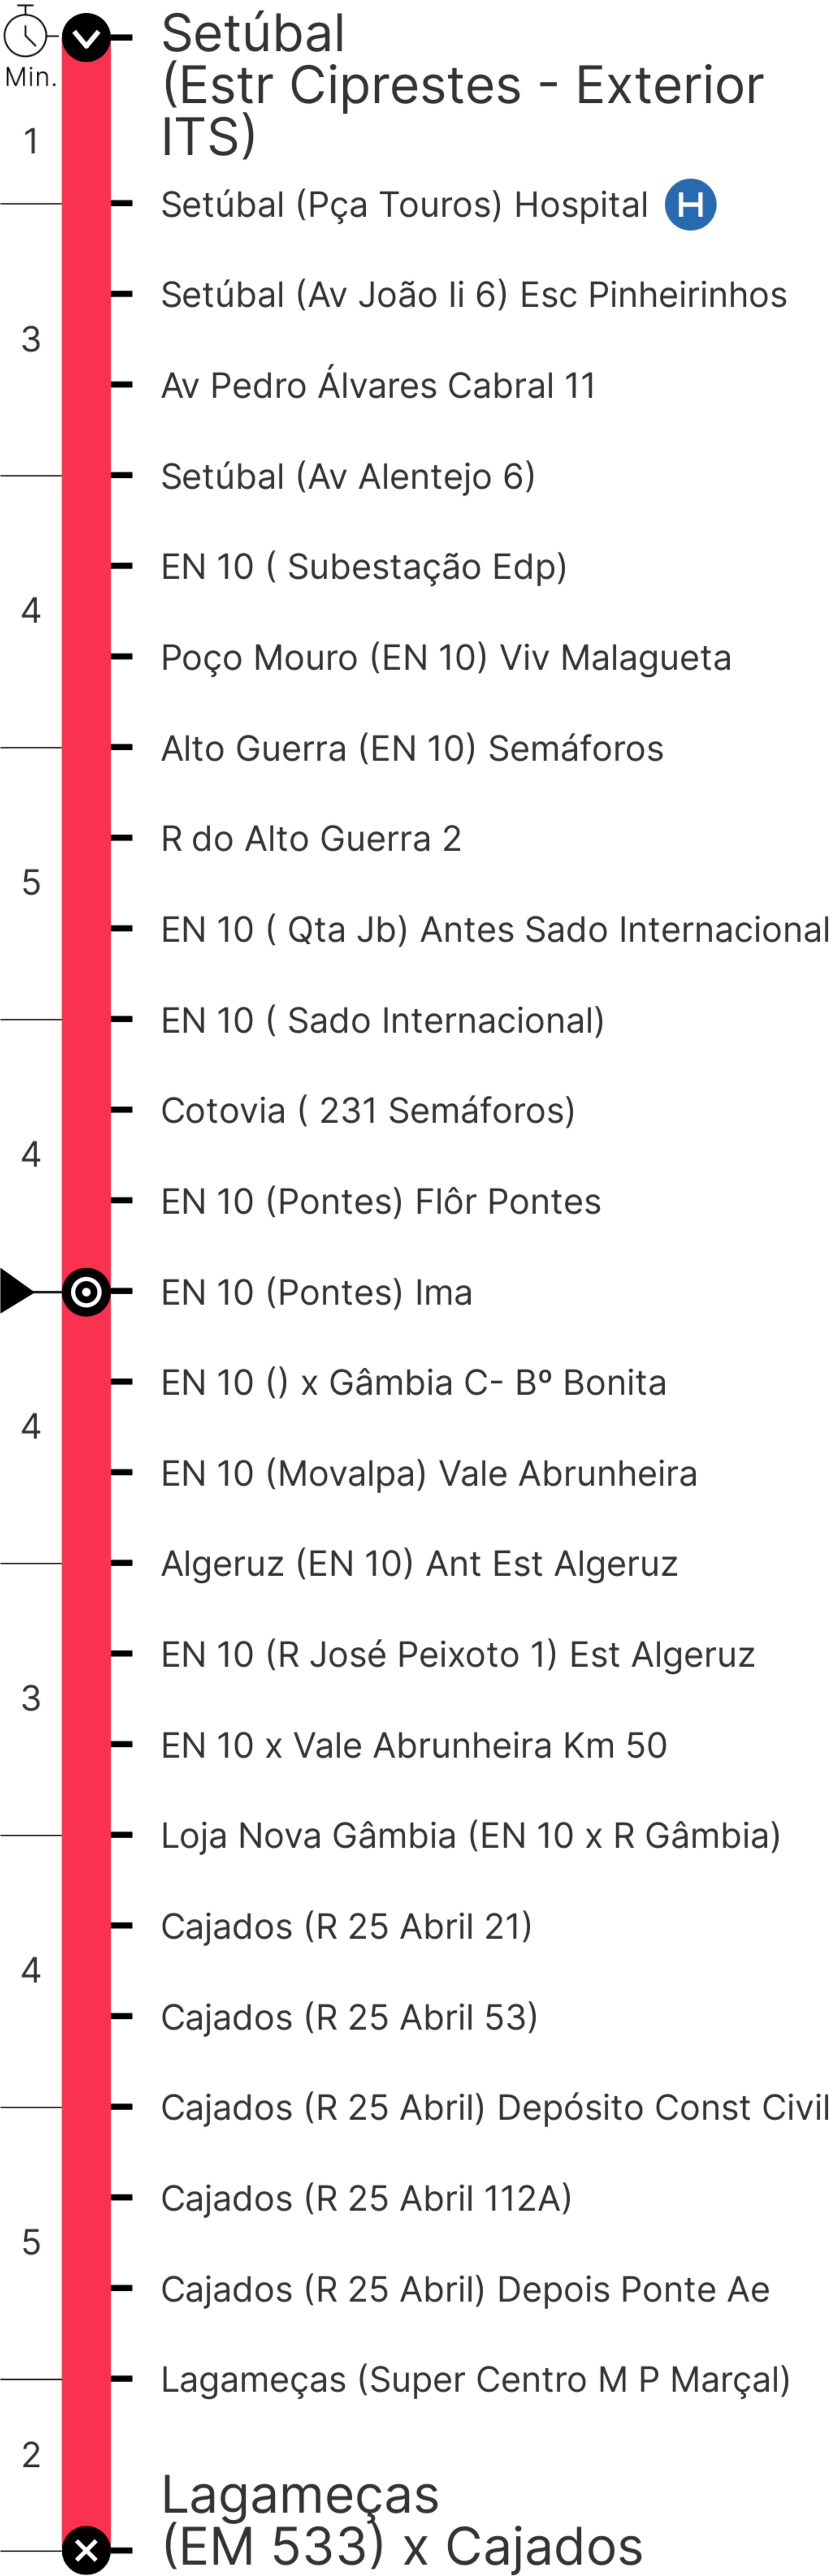 Min.
Setúbal
(Estr Ciprestes - Exterior
ITS)
1
Setúbal (Pça Touros) Hospital H
Setúbal (Av João Ii 6) Esc Pinheirinhos
3
Av Pedro Álvares Cabral 11
Setúbal (Av Alentejo 6)
EN 10 ( Subestação Edp)
4
Poço Mouro (EN 10) Viv Malagueta
Alto Guerra (EN 10) Semáforos
R do Alto Guerra 2
5
EN 10 ( Qta Jb) Antes Sado Internacional
EN 10 ( Sado Internacional)
Cotovia ( 231 Semáforos)
4
EN 10 (Pontes) Flôr Pontes
EN 10 (Pontes) Ima
EN 10 () x Gâmbia C- Bº Bonita
4
EN 10 (Movalpa) Vale Abrunheira
Algeruz (EN 10) Ant Est Algeruz
EN 10 (R José Peixoto 1) Est Algeruz
3
EN 10 x Vale Abrunheira Km 50
Loja Nova Gâmbia (EN 10 x R Gâmbia)
Cajados (R 25 Abril 21)
4
Cajados (R 25 Abril 53)
Cajados (R 25 Abril) Depósito Const Civil
Cajados (R 25 Abril 112A)
5
Cajados (R 25 Abril) Depois Ponte Ae
Lagameças (Super Centro M P Marçal)
2
Lagameças
(EM 533) x Cajados